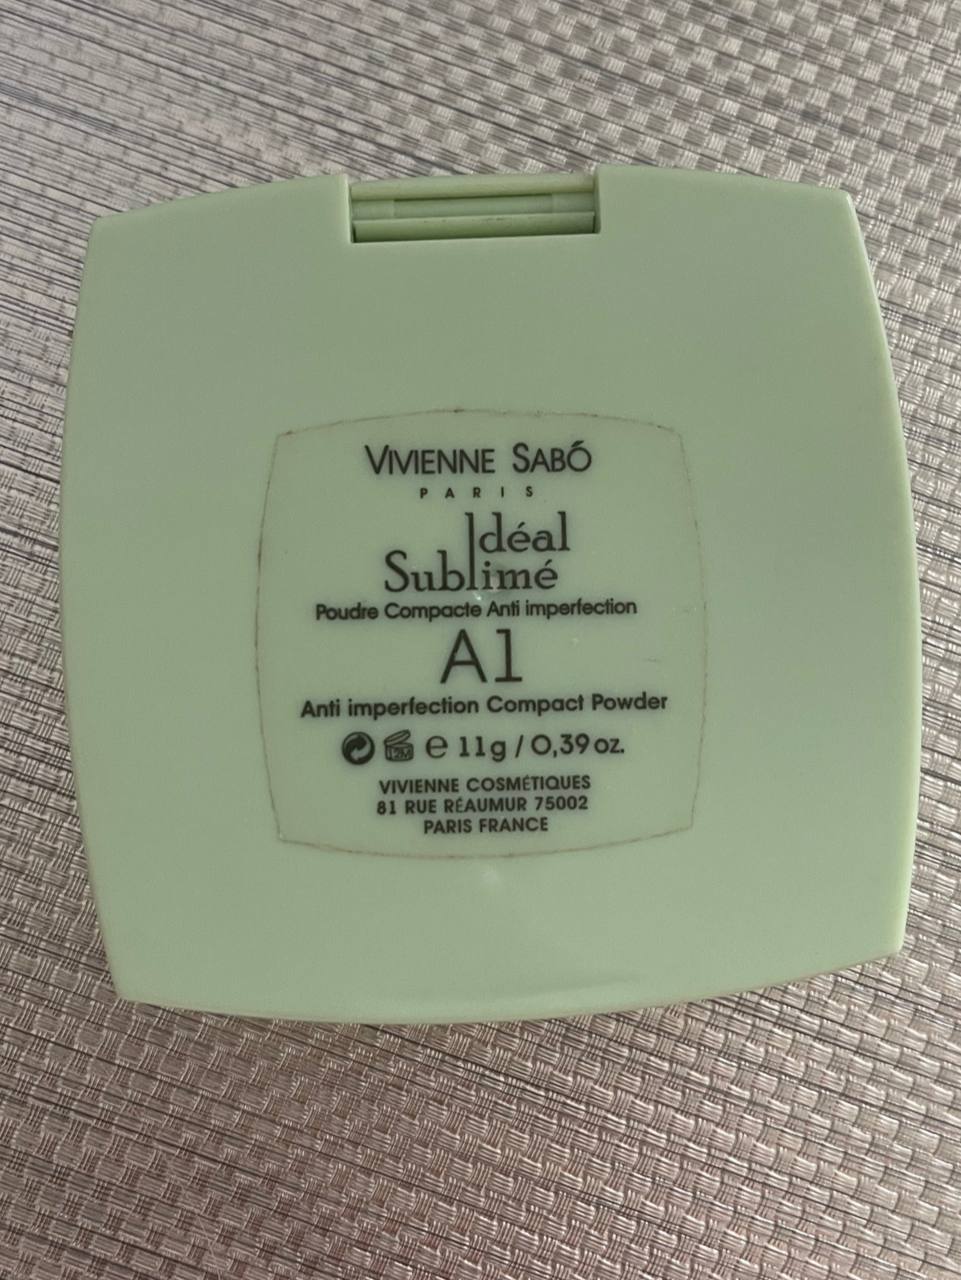 VIVIENNE SABÓ
PARIS
Idéal
Sublimé
Poudre Compacte Anti imperfection
A1
Anti imperfection Compact Powder
12M ℮ 11g / 0,39 oz.
VIVIENNE COSMÉTIQUES
81 RUE RÉAUMUR 75002
PARIS FRANCE